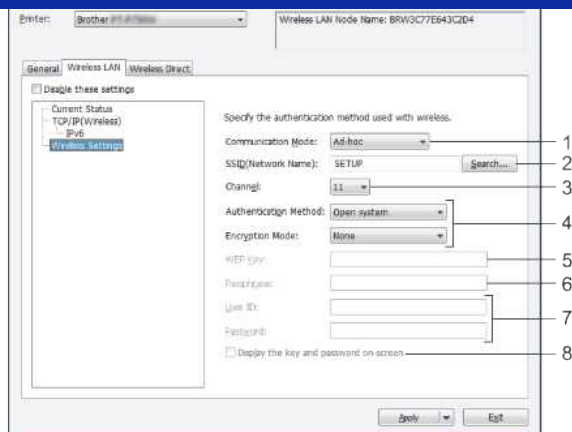 Printer: Brother Wireless LAN Node Name: BRW3C77E643C2D4
General Wireless LAN Wireless Direct
Disable these settings
Current Status
TCP/IP(Wireless)
IPv6
Wireless Settings
Specify the authentication method used with wireless.
Communication Mode: Ad-hoc 1
SSID(Network Name): SETUP Search... 2
Channel: 11 3
Authentication Method: Open system
4
Encryption Mode: None
WEP Key: 5
Passphrase: 6
User ID:
7
Password:
Display the key and password on-screen 8
Apply Exit